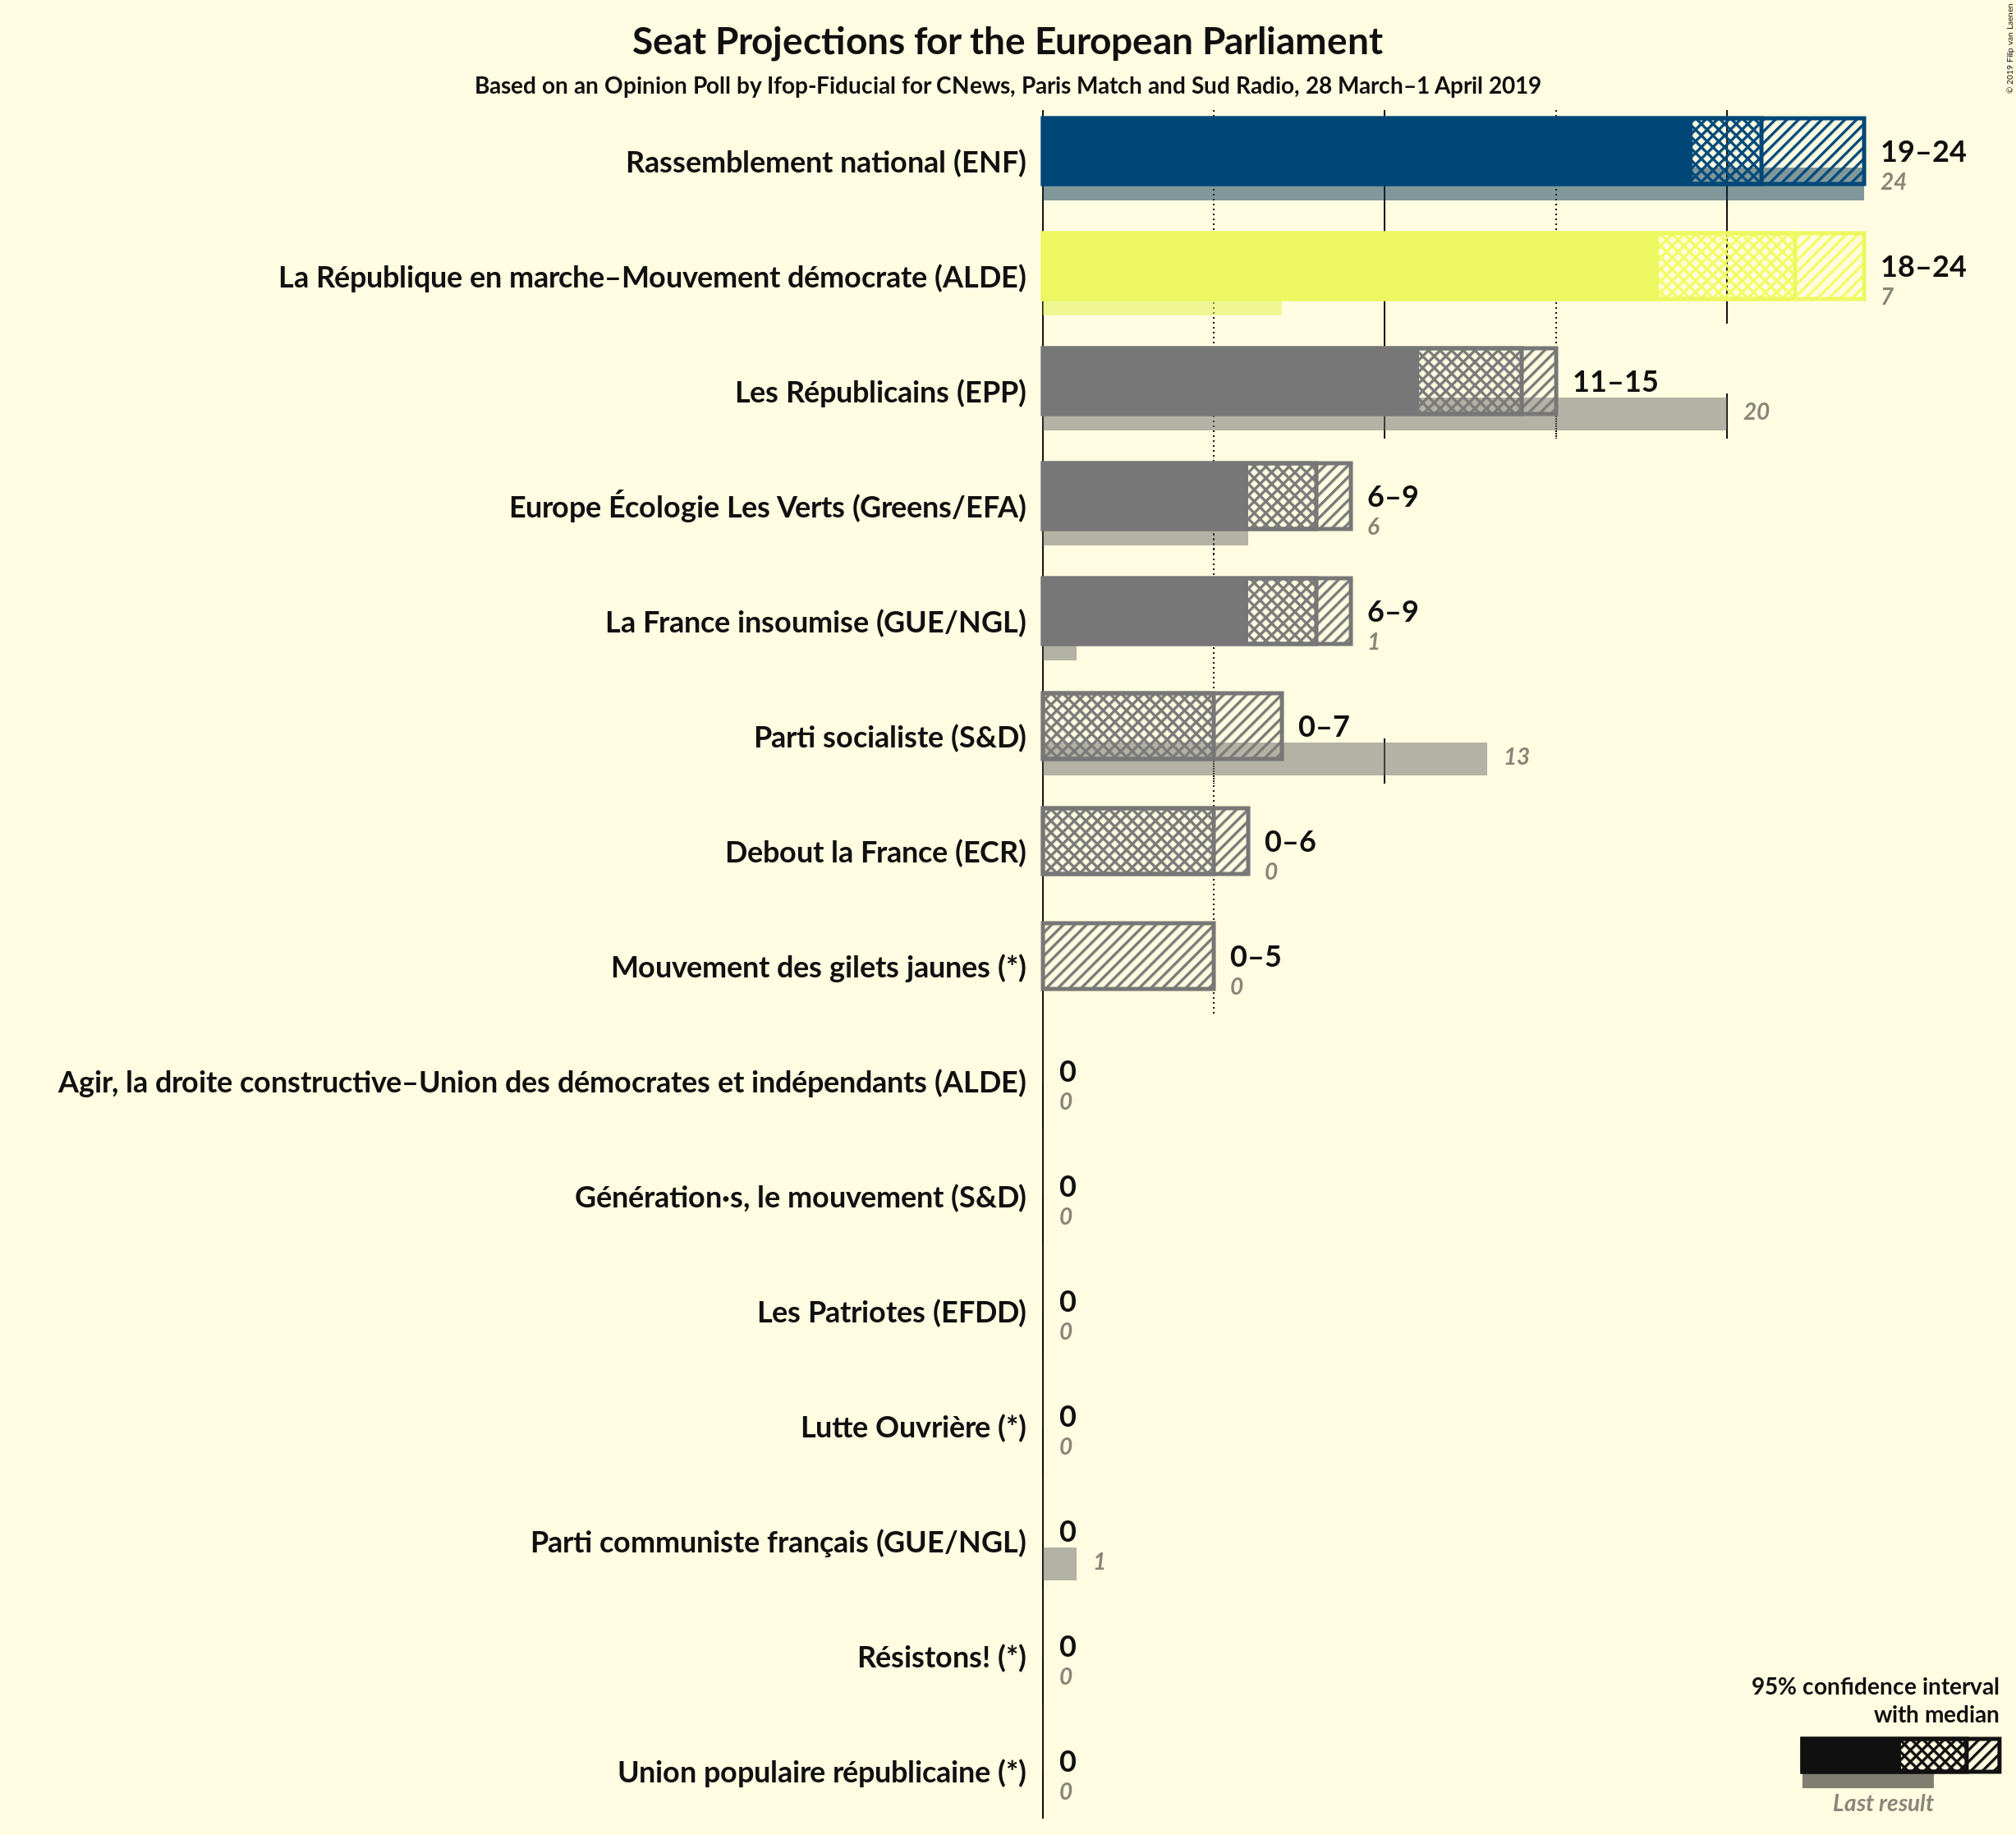 Seat Projections for the European Parliament
Based on an Opinion Poll by Ifop-Fiducial for CNews, Paris Match and Sud Radio, 28 March–1 April 2019
© 2019 Filip van Laenen
Rassemblement national (ENF)
19–24
24
La République en marche–Mouvement démocrate (ALDE)
18–24
7
Les Républicains (EPP)
11–15
20
Europe Écologie Les Verts (Greens/EFA)
6–9
6
La France insoumise (GUE/NGL)
6–9
1
Parti socialiste (S&D)
0–7
13
Debout la France (ECR)
0–6
0
Mouvement des gilets jaunes (*)
0–5
0
Agir, la droite constructive–Union des démocrates et indépendants (ALDE)
0
0
Génération·s, le mouvement (S&D)
0
0
Les Patriotes (EFDD)
0
0
Lutte Ouvrière (*)
0
0
Parti communiste français (GUE/NGL)
0
1
Résistons! (*)
0
0
Union populaire républicaine (*)
0
0
95% confidence interval
with median
Last result